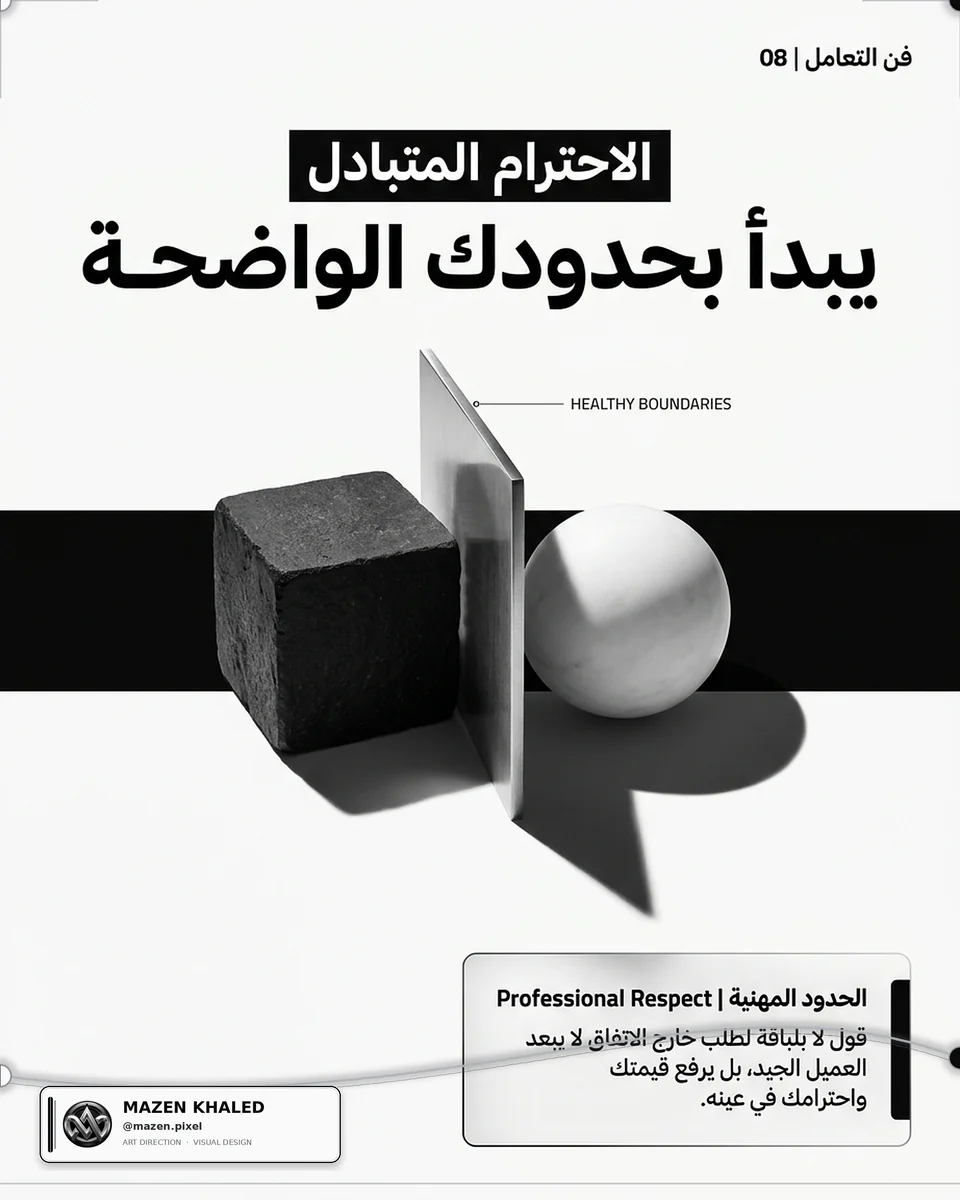 فن التعامل | 08
الاحترام المتبادل
يبدأ بحدودك الواضحـة
HEALTHY BOUNDARIES
الحدود المهنية | Professional Respect
قول لا بلباقة لطلب خارج الاتفاق لا يبعد
العميل الجيد، بل يرفع قيمتك
واحترامك في عينه.
MAZEN KHALED
@mazen.pixel
ART DIRECTION · VISUAL DESIGN